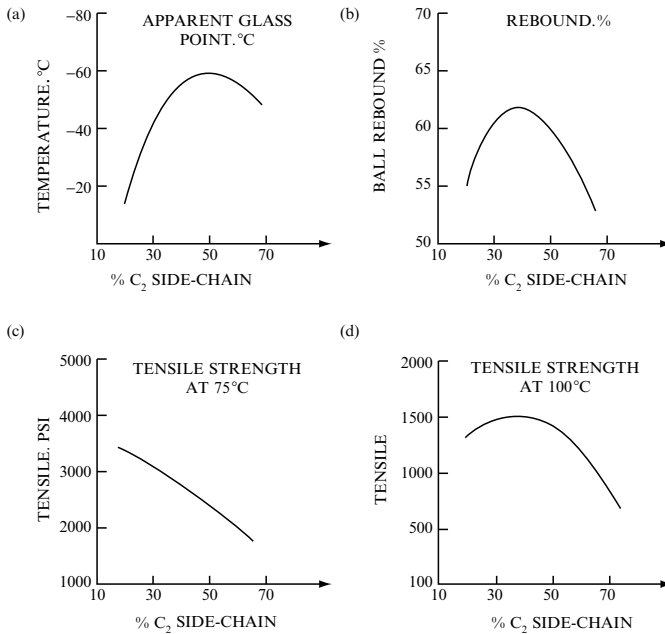 (a)
APPARENT GLASS
POINT.°C
TEMPERATURE.°C
–80
–60
–40
–20
10 30 50 70
% C₂ SIDE-CHAIN
(b)
REBOUND.%
BALL REBOUND %
70
65
60
55
50
10 30 50 70
% C₂ SIDE-CHAIN
(c)
TENSILE STRENGTH
AT 75°C
TENSILE. PSI
5000
4000
3000
2000
1000
10 30 50 70
% C₂ SIDE-CHAIN
(d)
TENSILE STRENGTH
AT 100°C
TENSILE
2000
1500
1000
500
100
10 30 50 70
% C₂ SIDE-CHAIN